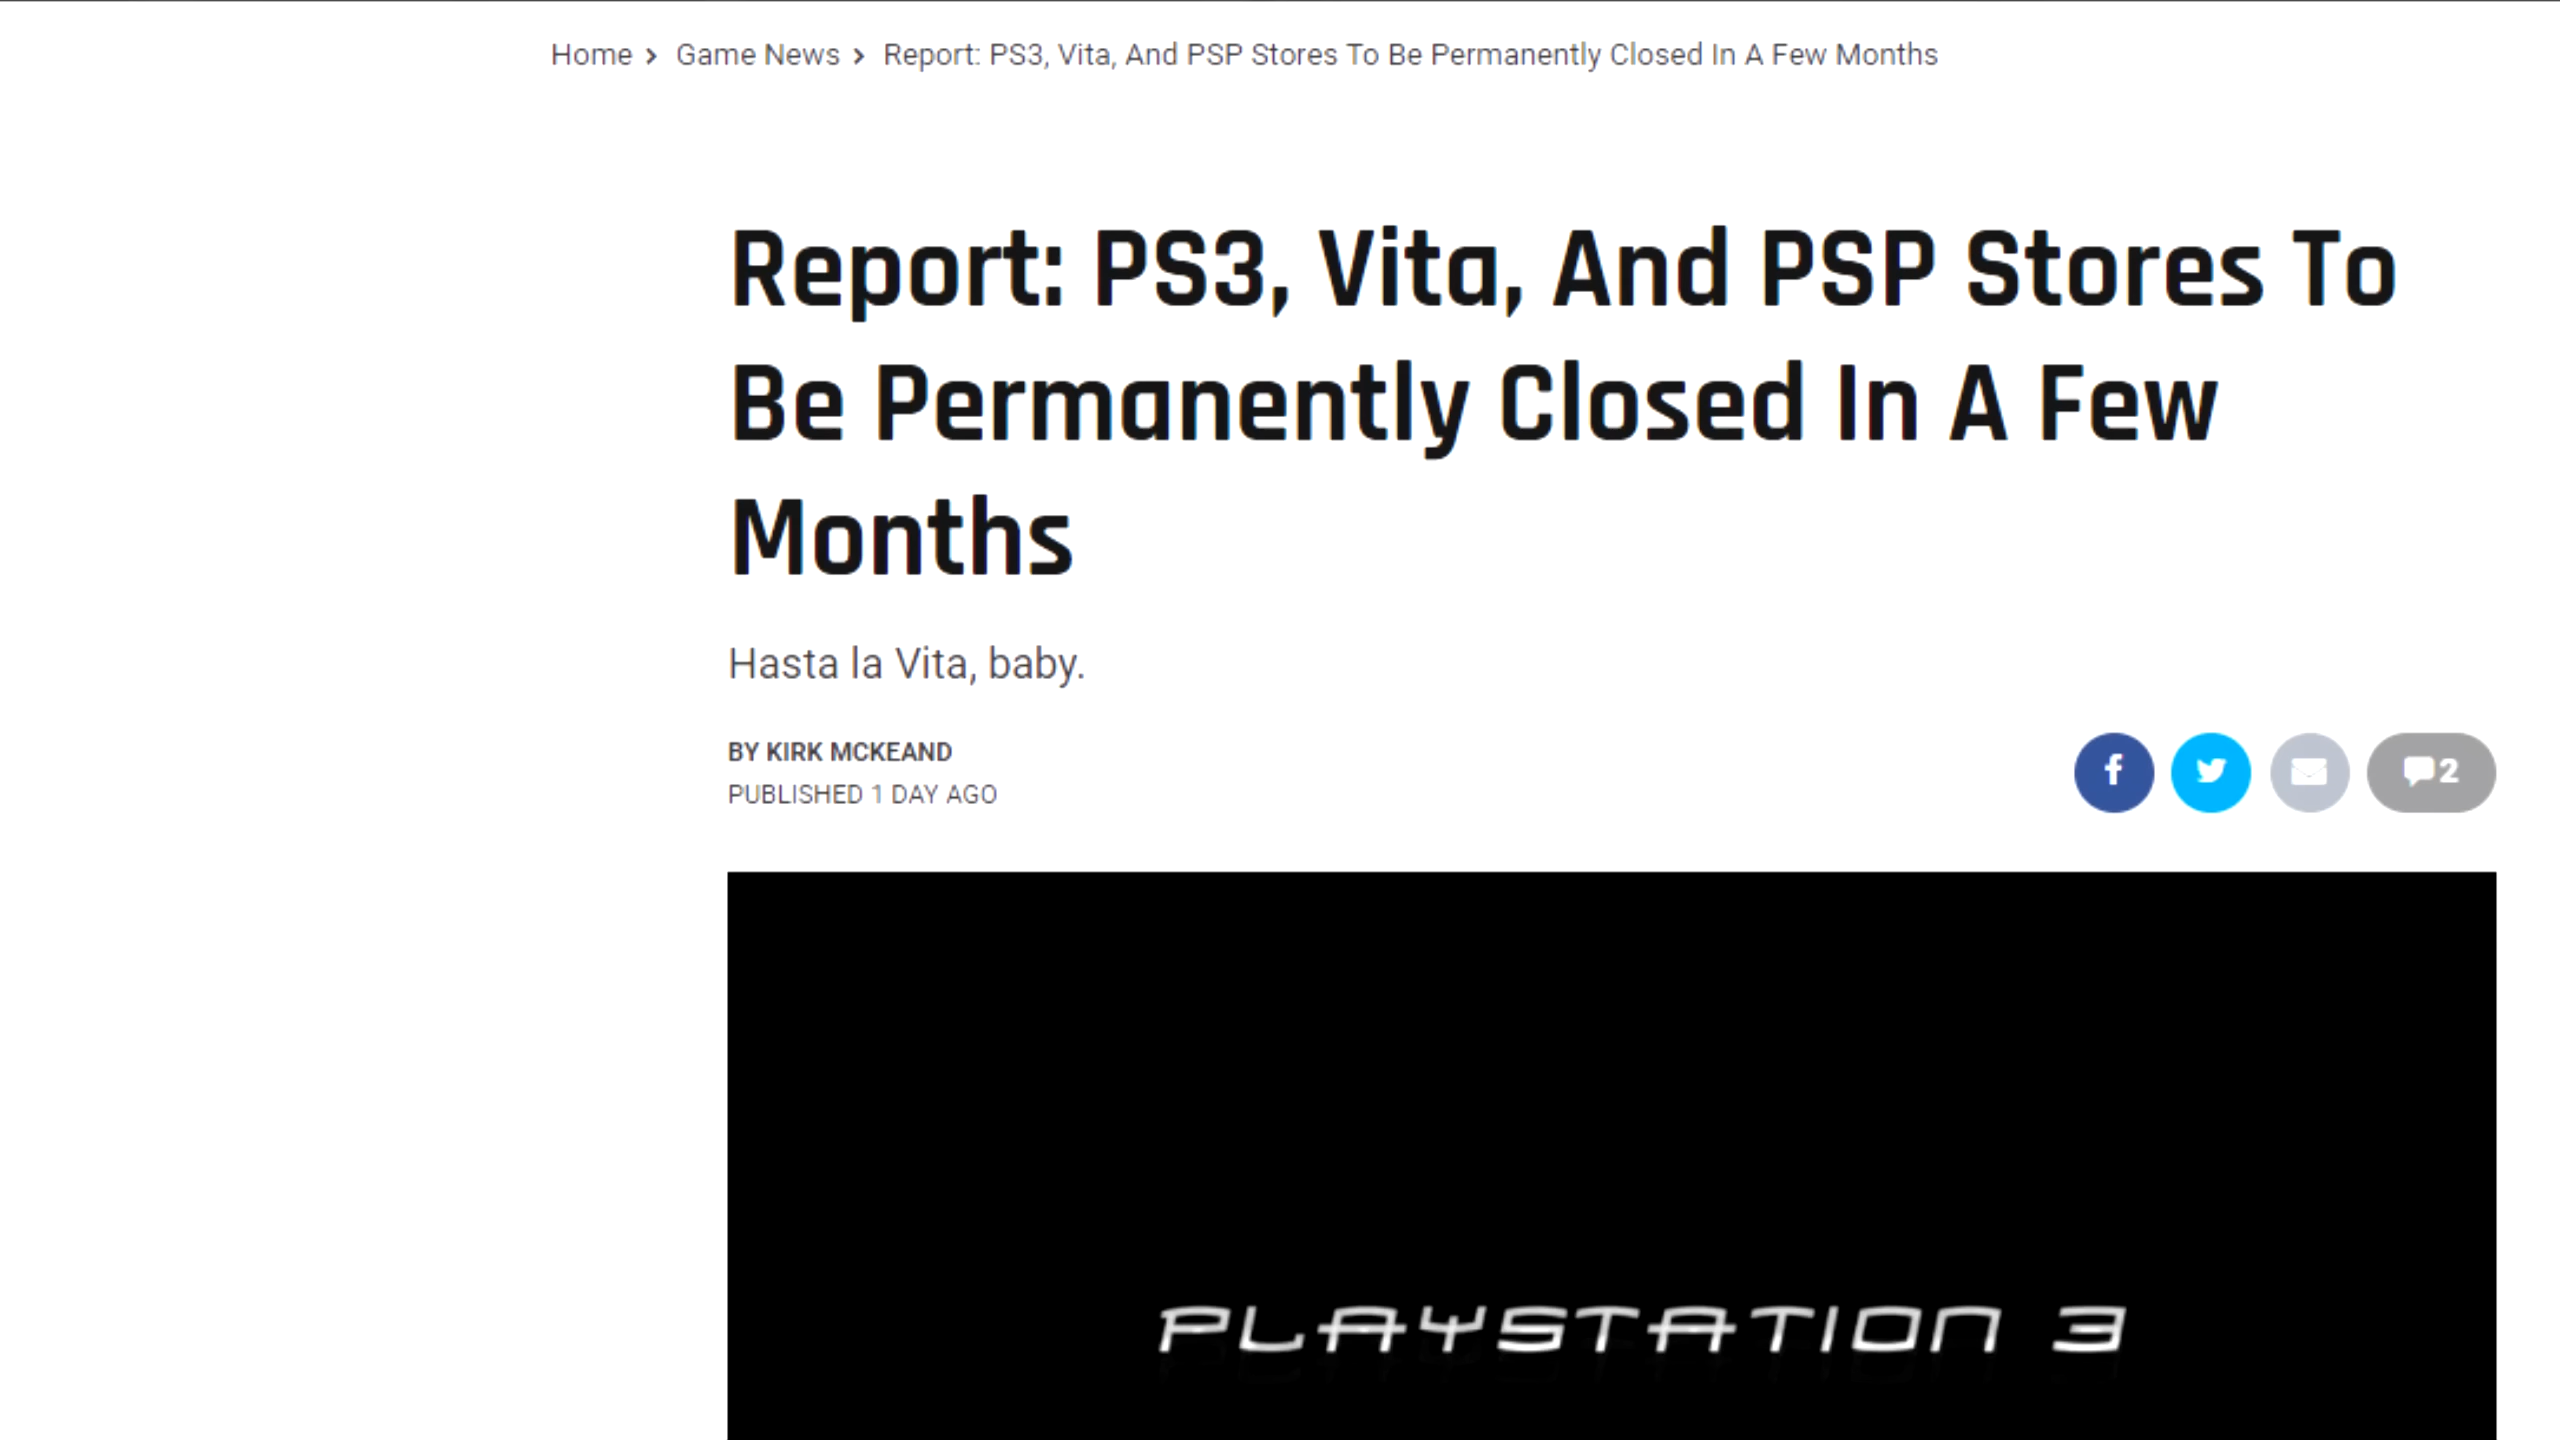 Home > Game News > Report: PS3, Vita, And PSP Stores To Be Permanently Closed In A Few Months
Report: PS3, Vita, And PSP Stores To
Be Permanently Closed In A Few
Months
Hasta la Vita, baby.
BY KIRK MCKEAND
PUBLISHED 1 DAY AGO
2
PLAYSTATION 3